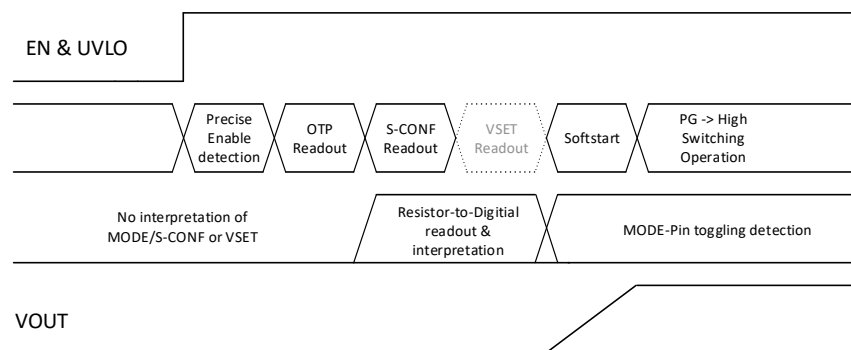 EN & UVLO
Precise
Enable
detection
OTP
Readout
S-CONF
Readout
VSET
Readout
Softstart
PG -> High
Switching
Operation
No interpretation of
MODE/S-CONF or VSET
Resistor-to-Digitial
readout &
interpretation
MODE-Pin toggling detection
VOUT